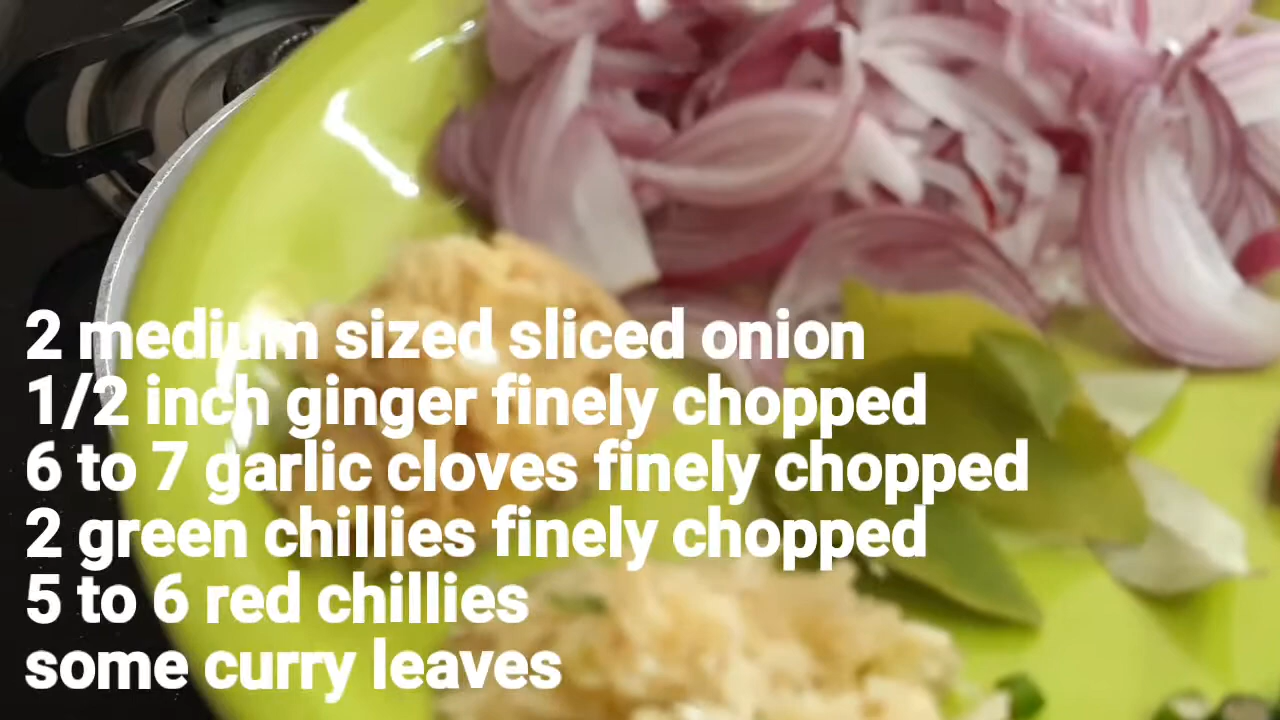 2 medium sized sliced onion
1/2 inch ginger finely chopped
6 to 7 garlic cloves finely chopped
2 green chillies finely chopped
5 to 6 red chillies
some curry leaves